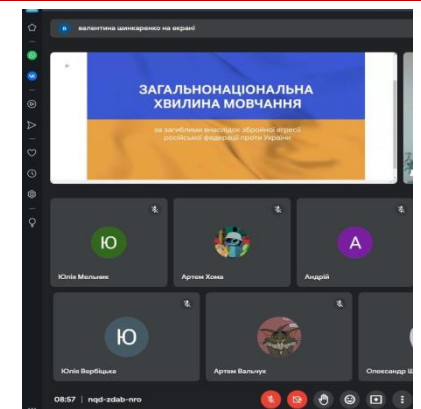 в валентина шинкаренко на екрані
ЗАГАЛЬНОНАЦІОНАЛЬНА
ХВИЛИНА МОВЧАННЯ
за загиблими внаслідок збройної агресії
російської федерації проти України
Ю
Юлія Мельник
Артем Хома
А
Андрій
Ю
Юлія Вербіцька
Артем Вальчук
Олександр
08:57 | nqd-zdab-nro